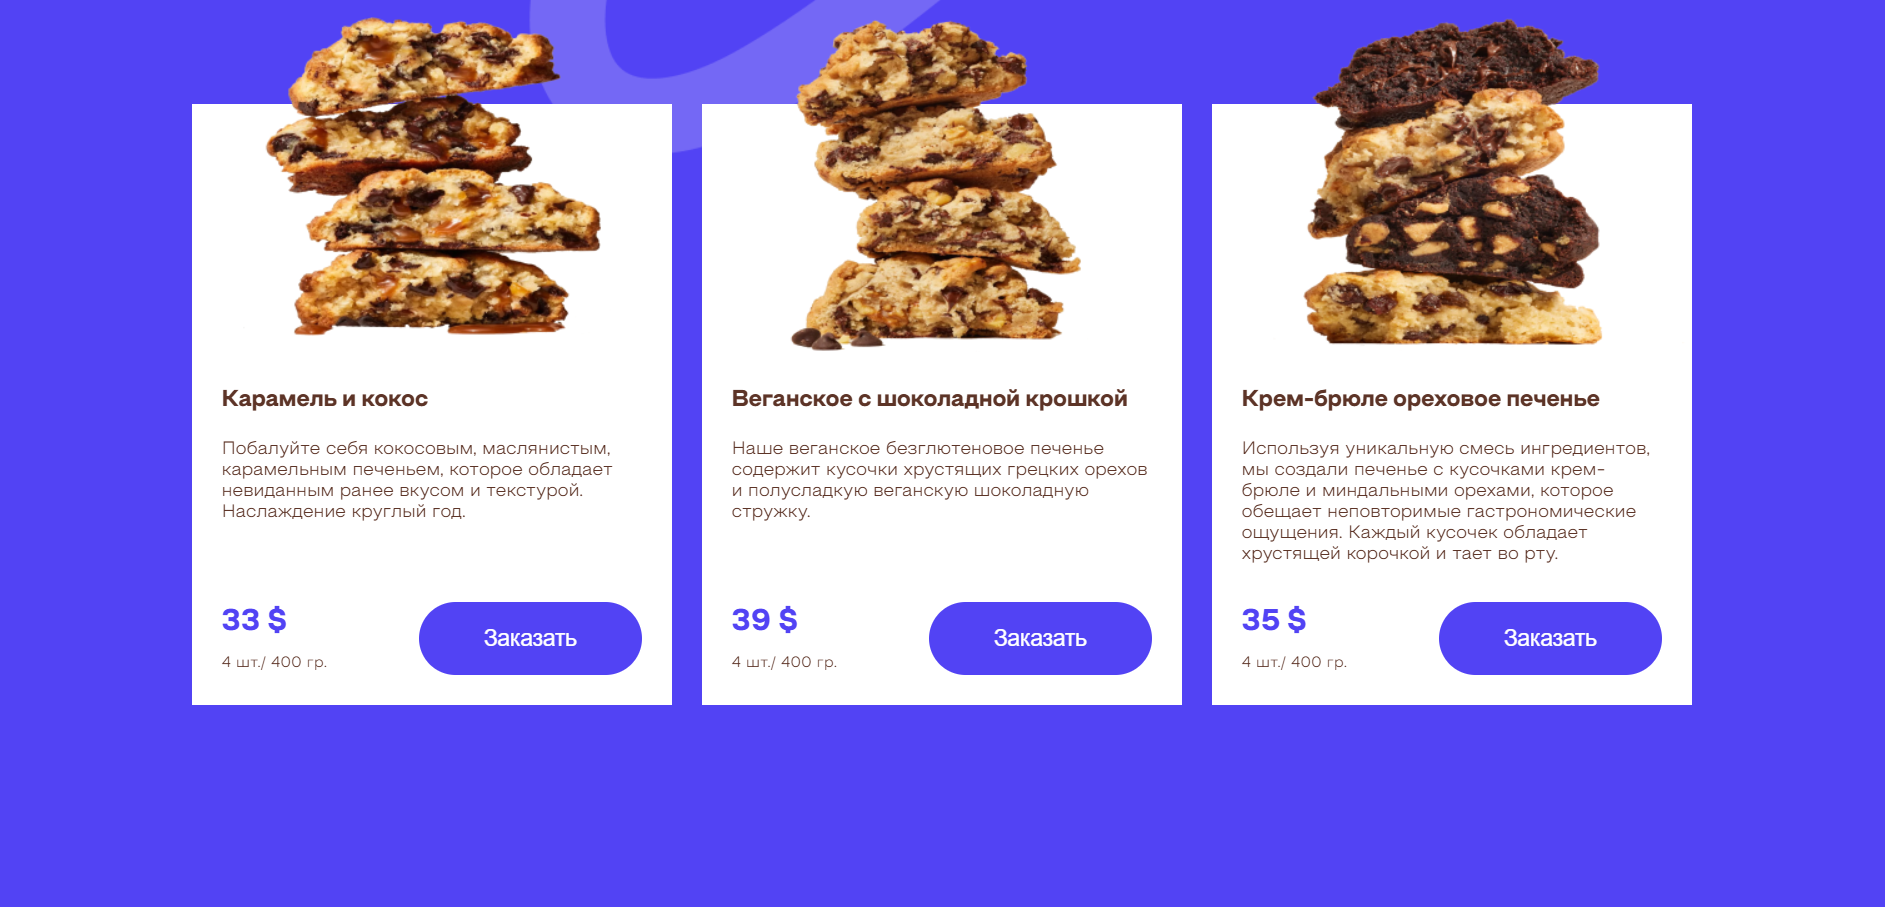 Карамель и кокос
Побалуйте себя кокосовым, маслянистым,
карамельным печеньем, которое обладает
невиданным ранее вкусом и текстурой.
Наслаждение круглый год.
33 $
4 шт./ 400 гр.
Заказать
Веганское с шоколадной крошкой
Наше веганское безглютеновое печенье
содержит кусочки хрустящих грецких орехов
и полусладкую веганскую шоколадную
стружку.
39 $
4 шт./ 400 гр.
Заказать
Крем-брюле ореховое печенье
Используя уникальную смесь ингредиентов,
мы создали печенье с кусочками крем-
брюле и миндальными орехами, которое
обещает неповторимые гастрономические
ощущения. Каждый кусочек обладает
хрустящей корочкой и тает во рту.
35 $
4 шт./ 400 гр.
Заказать